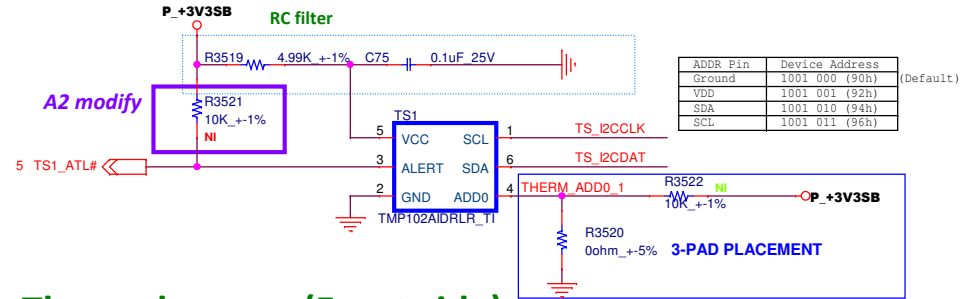 P_+3V3SB
RC filter
R3519 4.99K_+-1% C75 0.1uF_25V
A2 modify
R3521
10K_+-1%
NI
ADDR Pin Device Address
Ground 1001 000 (90h) (Default)
VDD 1001 001 (92h)
SDA 1001 010 (94h)
SCL 1001 011 (96h)
TS1
5 VCC SCL 1 TS_I2CCLK
5 TS1_ATL# 3 ALERT SDA 6 TS_I2CDAT
2 GND ADD0 4 THERM_ADD0_1
TMP102AIDRLR_TI
R3522 NI
10K_+-1%
P_+3V3SB
R3520
0ohm_+-5% 3-PAD PLACEMENT